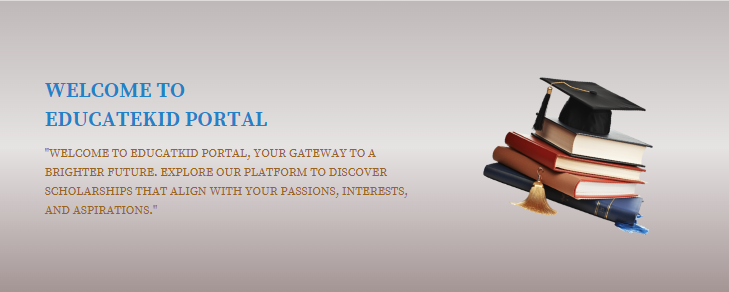 WELCOME TO
EDUCATEKID PORTAL
"WELCOME TO EDUCATKID PORTAL, YOUR GATEWAY TO A
BRIGHTER FUTURE. EXPLORE OUR PLATFORM TO DISCOVER
SCHOLARSHIPS THAT ALIGN WITH YOUR PASSIONS, INTERESTS,
AND ASPIRATIONS."